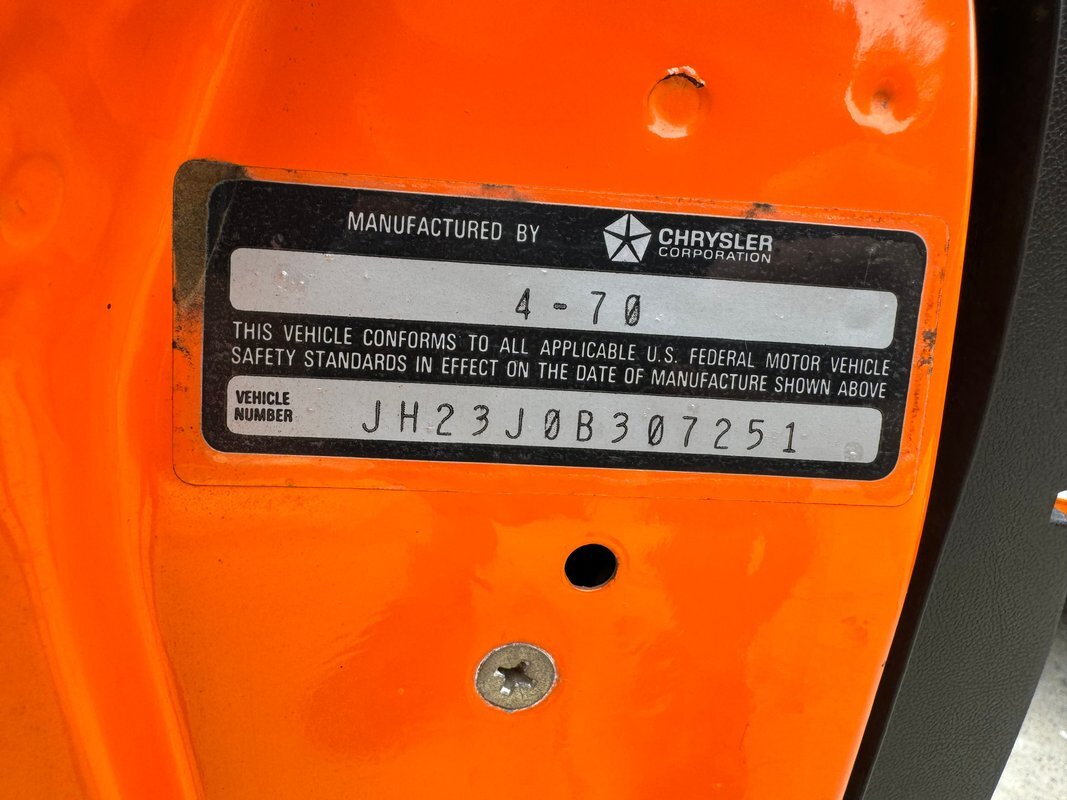 MANUFACTURED BY CHRYSLER
CORPORATION
4-70
THIS VEHICLE CONFORMS TO ALL APPLICABLE U.S. FEDERAL MOTOR VEHICLE
SAFETY STANDARDS IN EFFECT ON THE DATE OF MANUFACTURE SHOWN ABOVE
VEHICLE
NUMBER
JH23J0B307251